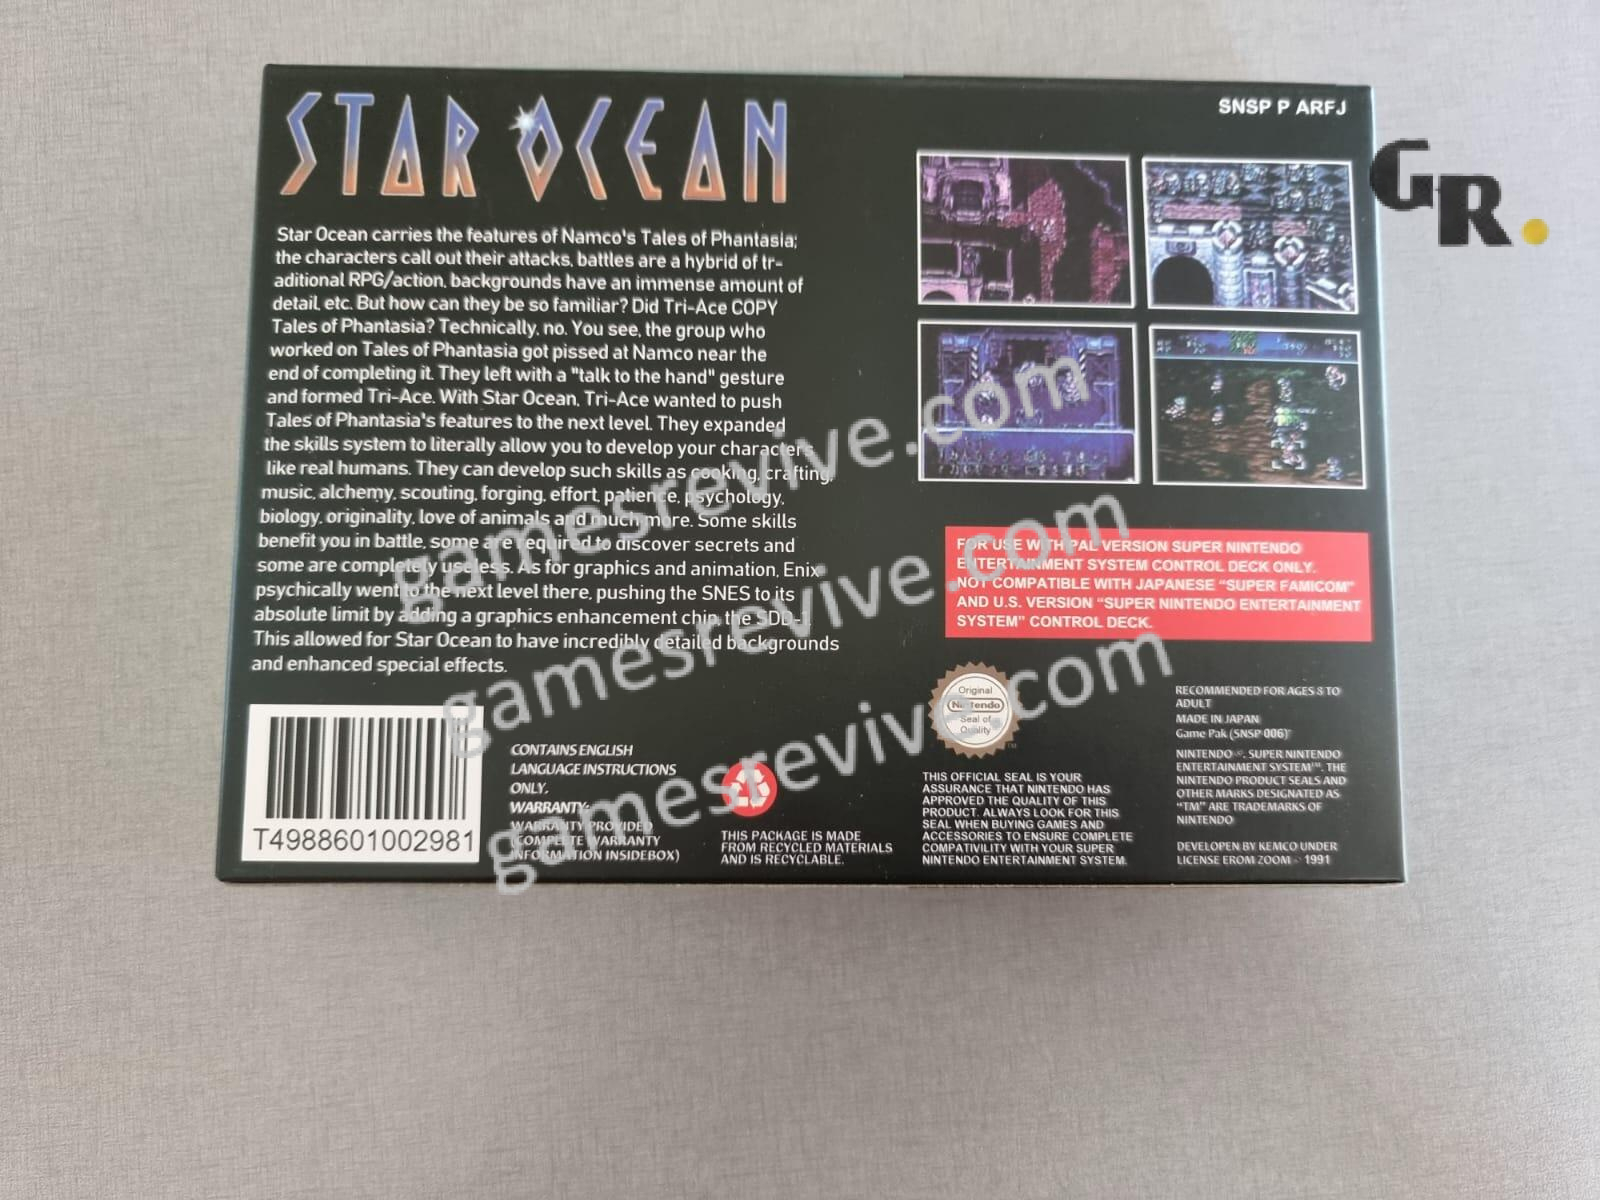 STAR OCEAN
Star Ocean carries the features of Namco's Tales of Phantasia;
the characters call out their attacks, battles are a hybrid of tr-
aditional RPG/action, backgrounds have an immense amount of
detail, etc. But how can they be so familiar? Did Tri-Ace COPY
Tales of Phantasia? Technically, no. You see, the group who
worked on Tales of Phantasia got pissed at Namco near the
end of completing it. They left with a "talk to the hand" gesture
and formed Tri-Ace. With Star Ocean, Tri-Ace wanted to push
Tales of Phantasia's features to the next level. They expanded
the skills system to literally allow you to develop your characters
like real humans. They can develop such skills as cooking, crafting,
music, alchemy, scouting, forging, effort, patience, psychology,
biology, originality, love of animals and much more. Some skills
benefit you in battle, some are required to discover secrets and
some are completely useless. As for graphics and animation, Enix
psychically went to the next level there, pushing the SNES to its
absolute limit by adding a graphics enhancement chip, the SDD-1.
This allowed for Star Ocean to have incredibly detailed backgrounds
and enhanced special effects.
T4988601002981
CONTAINS ENGLISH
LANGUAGE INSTRUCTIONS
ONLY.
WARRANTY:
WARRANTY PROVIDED
(COMPLETE WARRANTY
INFORMATION INSIDEBOX)
THIS PACKAGE IS MADE
FROM RECYCLED MATERIALS
AND IS RECYCLABLE.
SNSP P ARFJ
FOR USE WITH PAL VERSION SUPER NINTENDO
ENTERTAINMENT SYSTEM CONTROL DECK ONLY.
NOT COMPATIBLE WITH JAPANESE “SUPER FAMICOM”
AND U.S. VERSION “SUPER NINTENDO ENTERTAINMENT
SYSTEM” CONTROL DECK.
Original
Nintendo
Seal of
Quality
TM
THIS OFFICIAL SEAL IS YOUR
ASSURANCE THAT NINTENDO HAS
APPROVED THE QUALITY OF THIS
PRODUCT. ALWAYS LOOK FOR THIS
SEAL WHEN BUYING GAMES AND
ACCESSORIES TO ENSURE COMPLETE
COMPATIVILITY WITH YOUR SUPER
NINTENDO ENTERTAINMENT SYSTEM.
RECOMMENDED FOR AGES 8 TO
ADULT
MADE IN JAPAN
Game Pak (SNSP 006)
NINTENDO, SUPER NINTENDO
ENTERTAINMENT SYSTEM™. THE
NINTENDO PRODUCT SEALS AND
OTHER MARKS DESIGNATED AS
“TM” ARE TRADEMARKS OF
NINTENDO
DEVELOPEN BY KEMCO UNDER
LICENSE EROM ZOOM 1991
GR.
gamesrevive.com
gamesrevive.com
gamesrevive.com